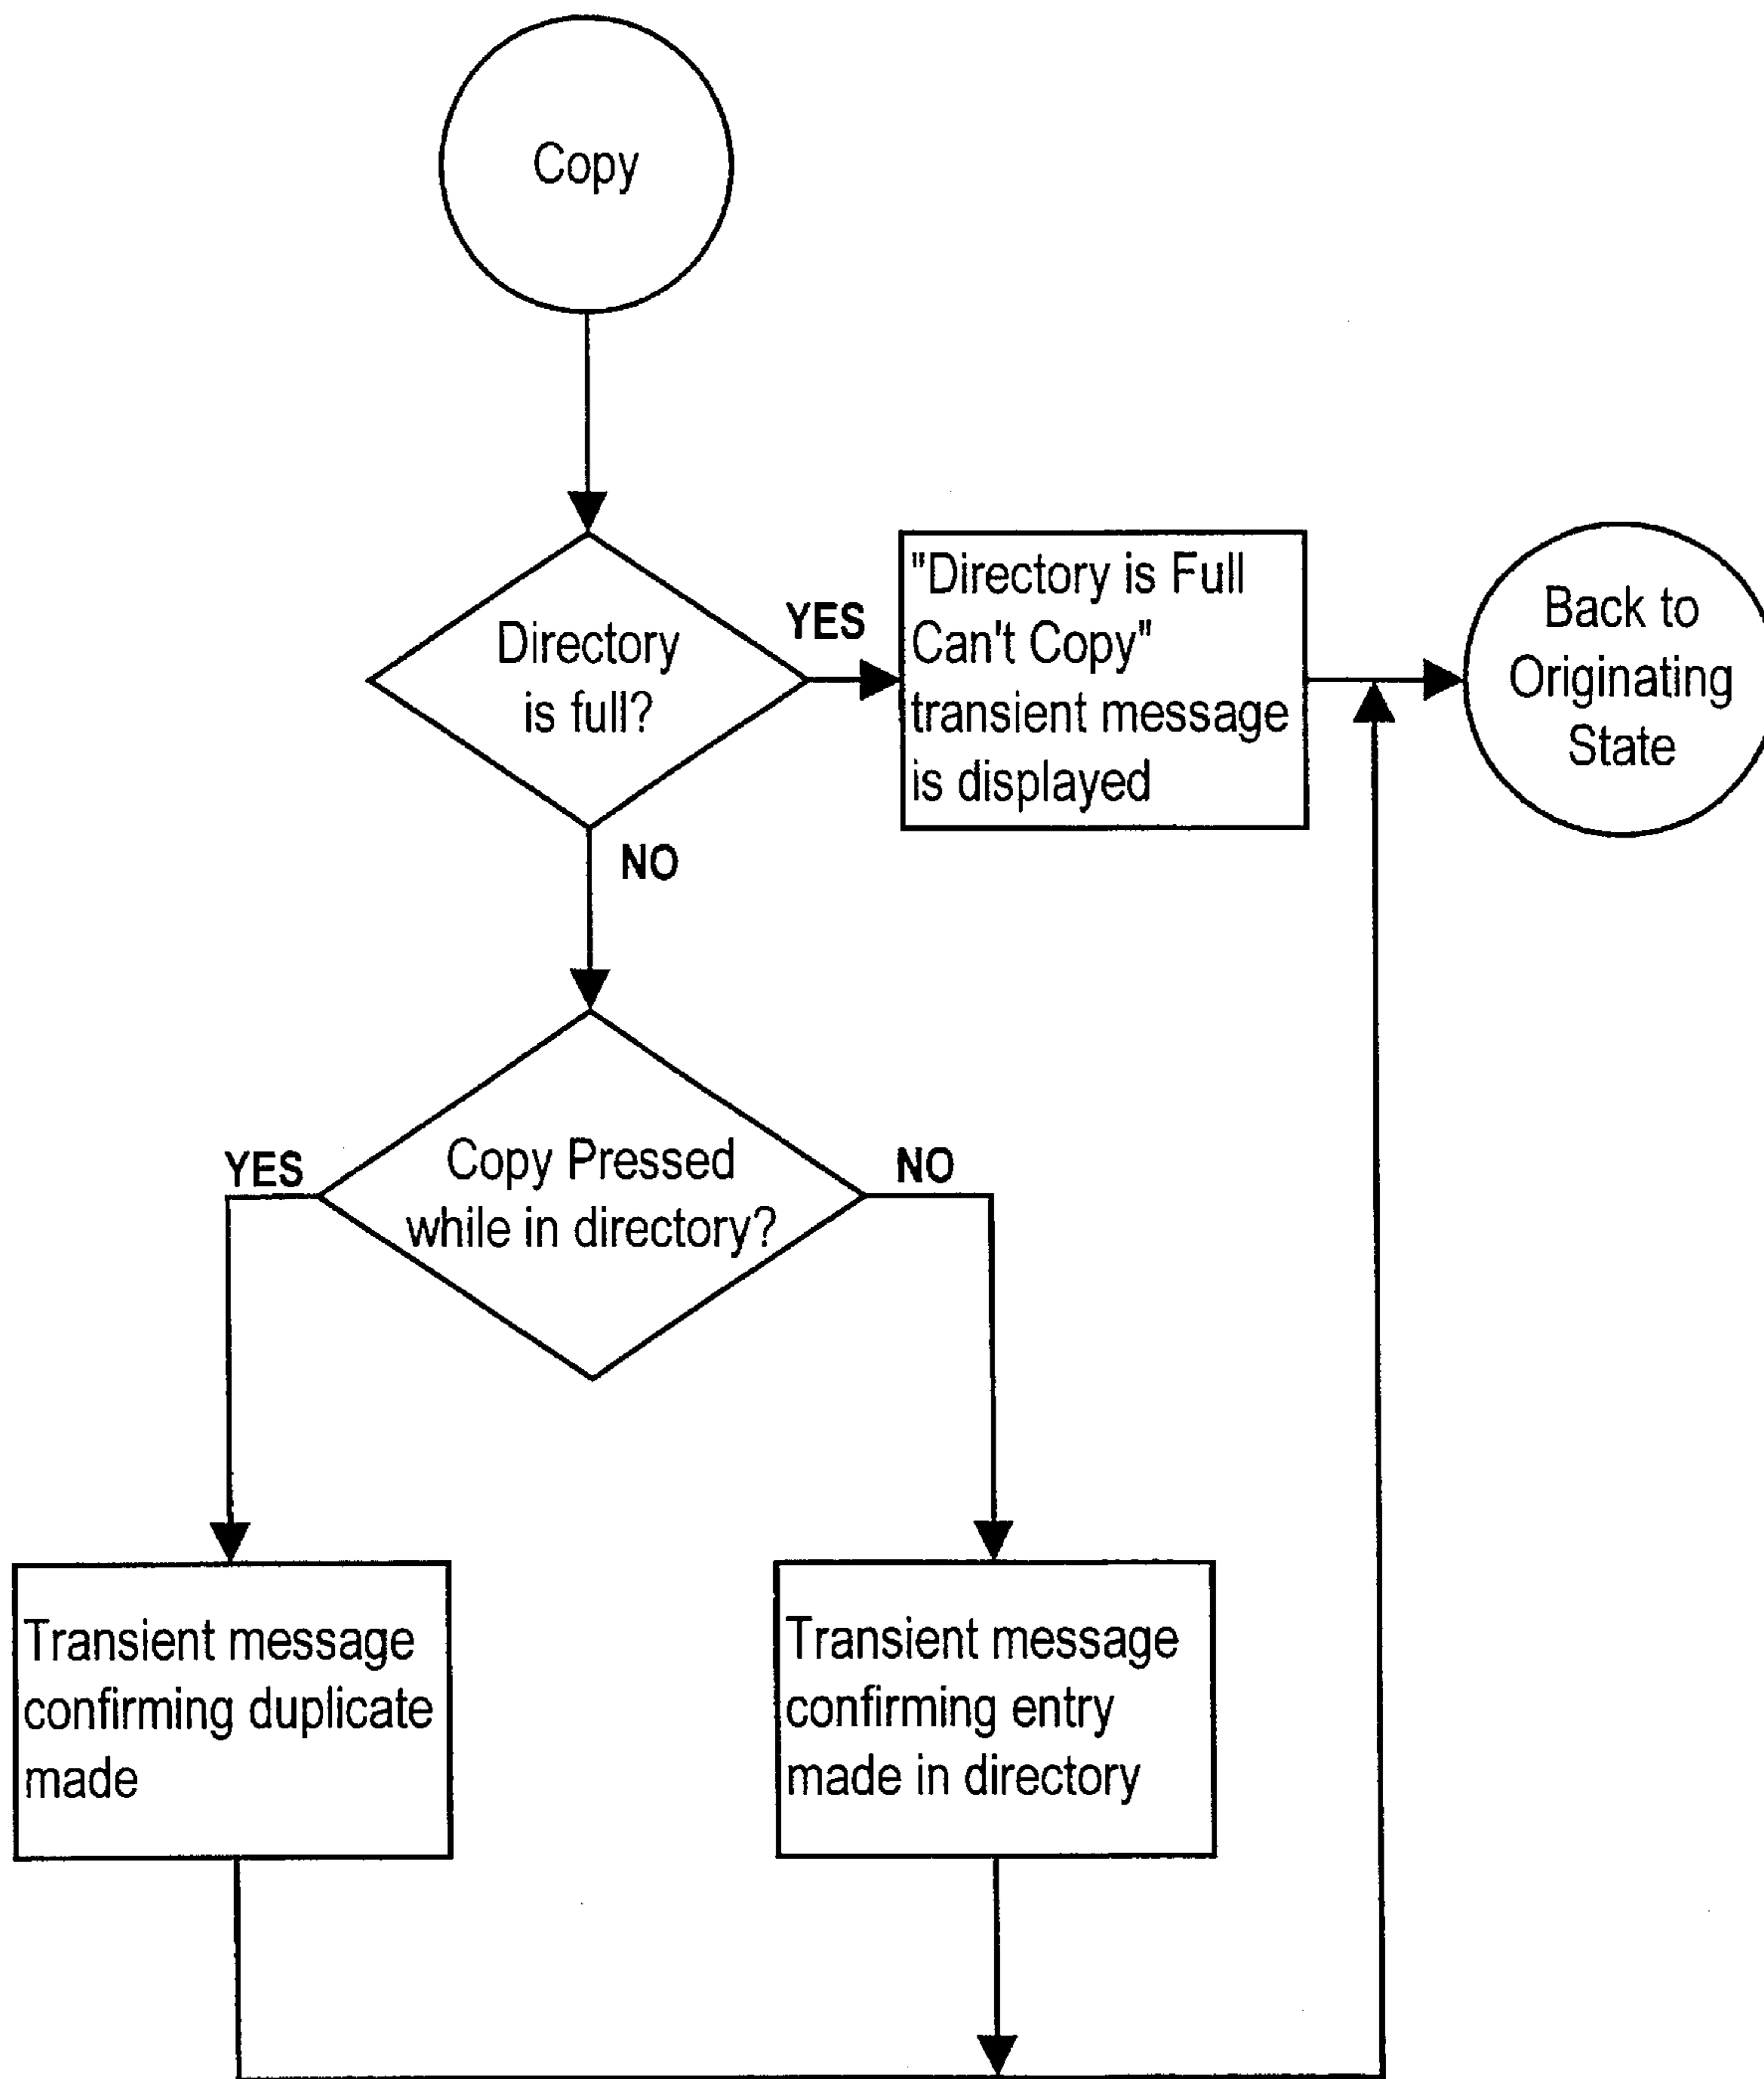 Copy
Directory
is full?
YES
"Directory is Full
Can't Copy"
transient message
is displayed
Back to
Originating
State
NO
Copy Pressed
while in directory?
YES
NO
Transient message
confirming duplicate
made
Transient message
confirming entry
made in directory